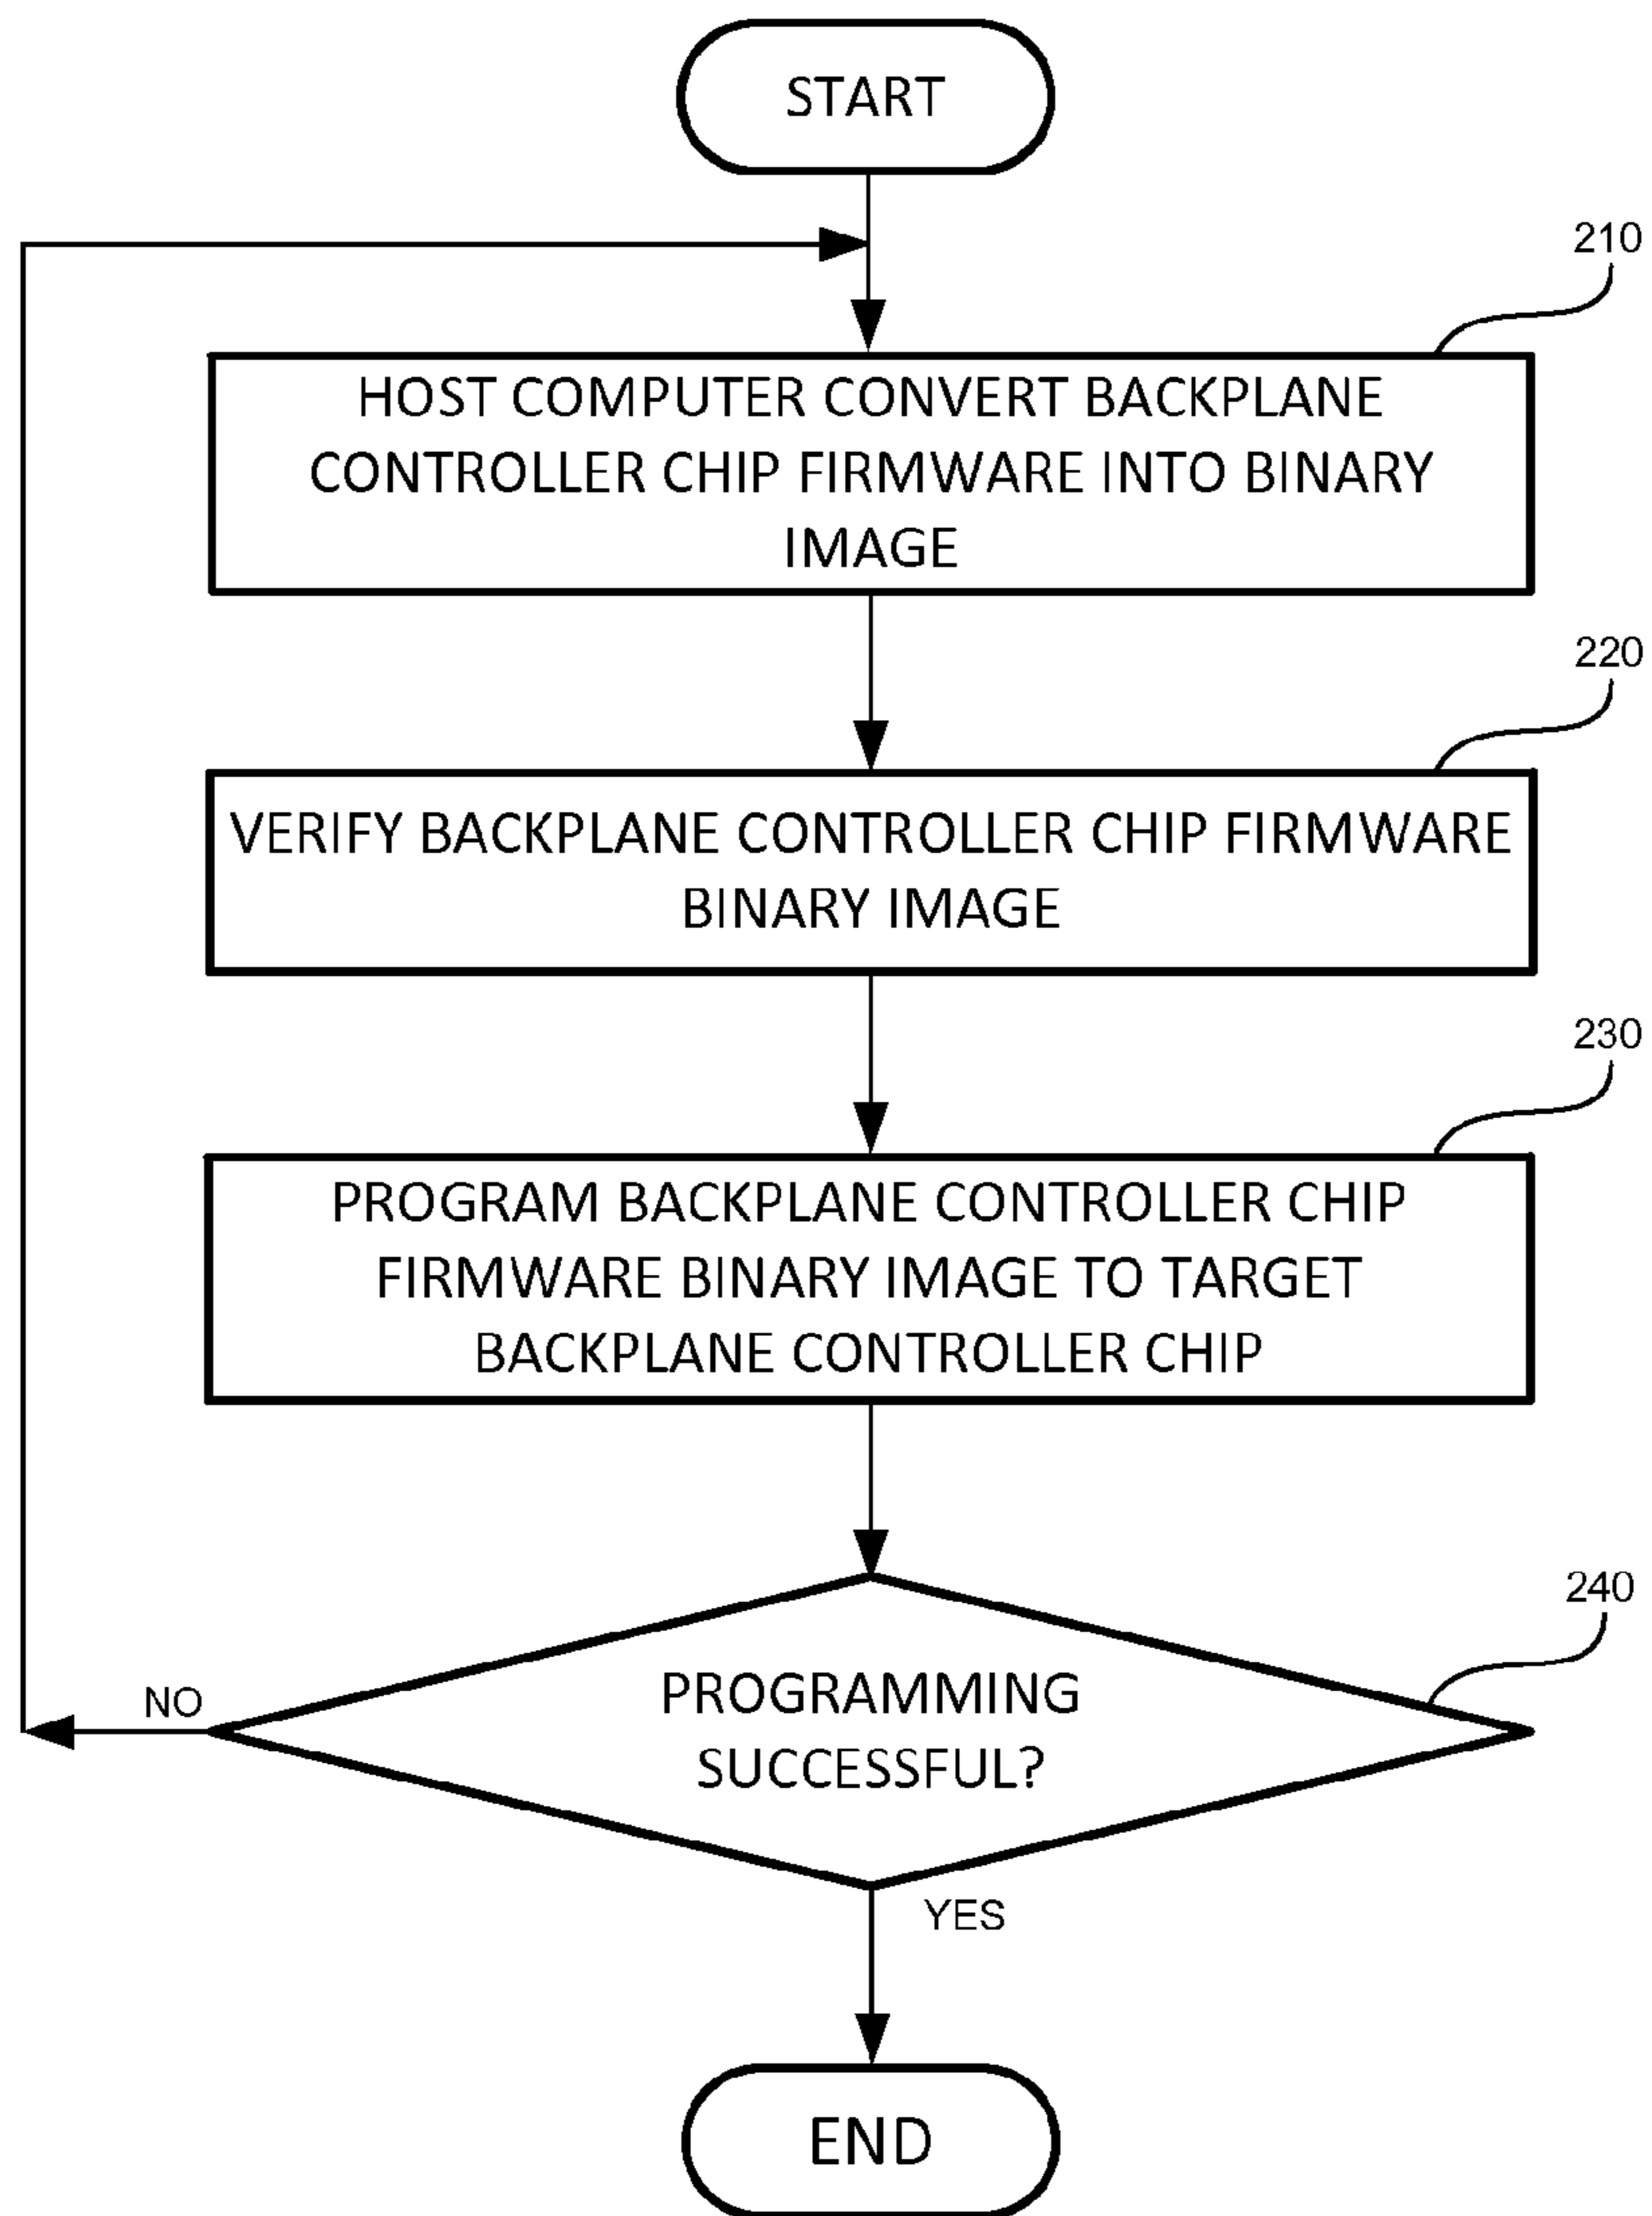 START
210
HOST COMPUTER CONVERT BACKPLANE
CONTROLLER CHIP FIRMWARE INTO BINARY
IMAGE
220
VERIFY BACKPLANE CONTROLLER CHIP FIRMWARE
BINARY IMAGE
230
PROGRAM BACKPLANE CONTROLLER CHIP
FIRMWARE BINARY IMAGE TO TARGET
BACKPLANE CONTROLLER CHIP
240
PROGRAMMING
SUCCESSFUL?
NO
YES
END